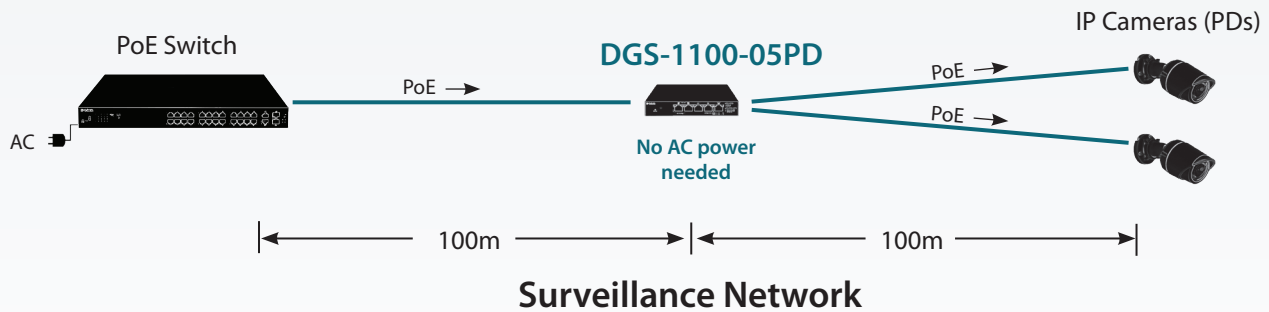 IP Cameras (PDs)
PoE Switch
DGS-1100-05PD
PoE
PoE
PoE
AC
No AC power
needed
100m
100m
Surveillance Network